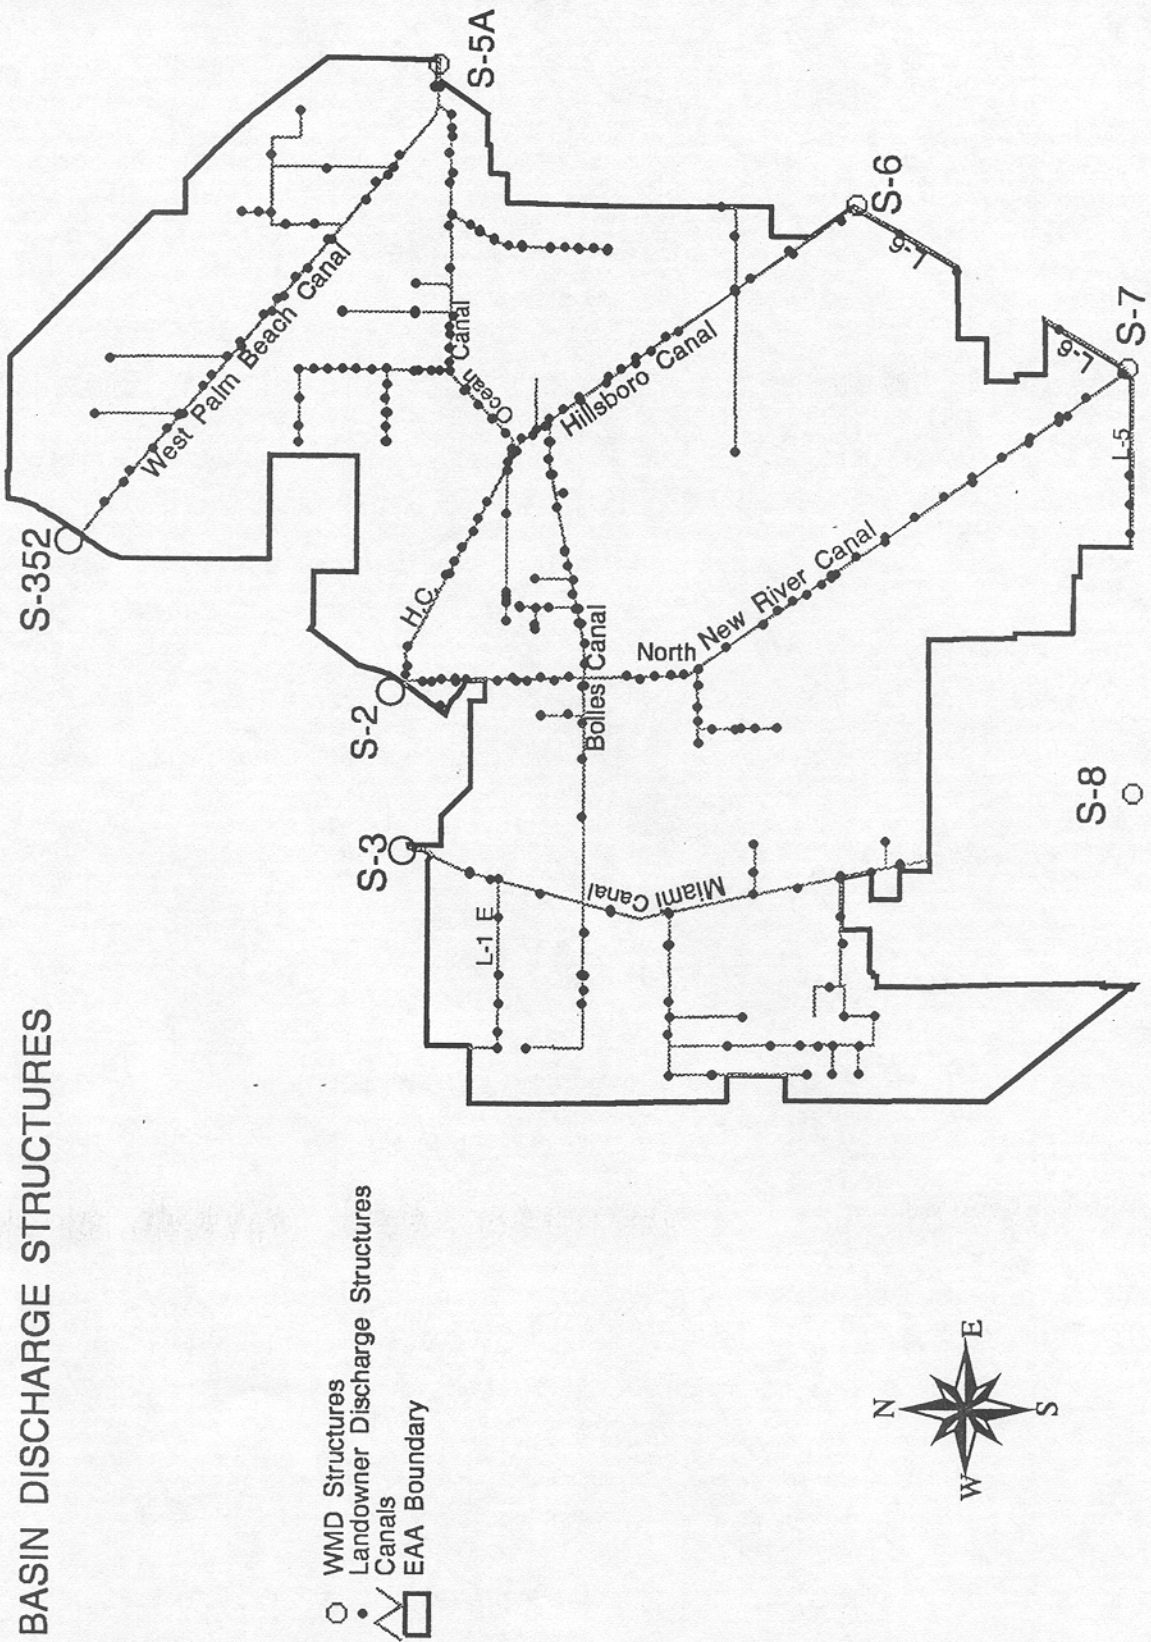 BASIN DISCHARGE STRUCTURES
WMD Structures
Landowner Discharge Structures
Canals
EAA Boundary
S-352
S-5A
West Palm Beach Canal
Ocean Canal
H.C.
Hillsboro Canal
S-2
S-3
S-6
L-6
L-6
S-7
L-5
Bolles Canal
North New River Canal
Miami Canal
L-1 E
S-8
N
E
S
W